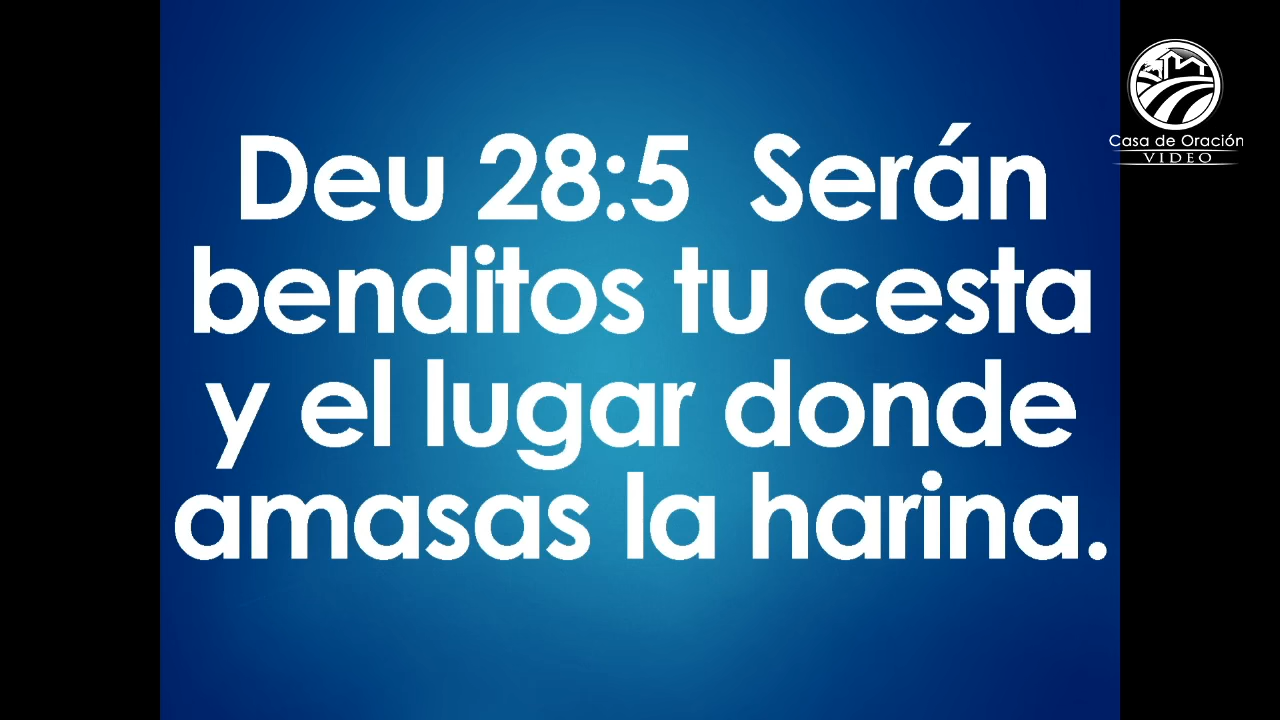 Deu 28:5  Serán
benditos tu cesta
y el lugar donde
amasas la harina.
Casa de Oración
VIDEO